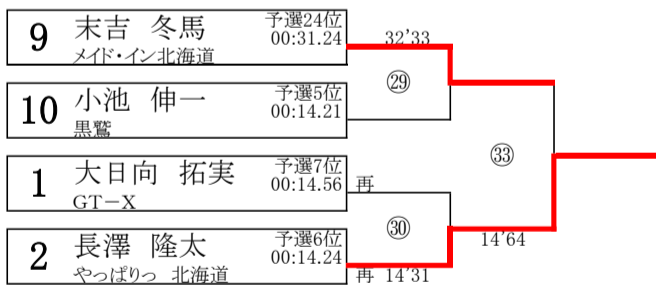 9 末吉 冬馬 予選24位
00:31.24
メイド・イン北海道
32'33
㉙
10 小池 伸一 予選5位
00:14.21
黒鷲
㉝
1 大日向 拓実 予選7位
00:14.56
GT－X
再
㉚
14'64
2 長澤 隆太 予選6位
00:14.24
やっぱりっ 北海道
再 14'31